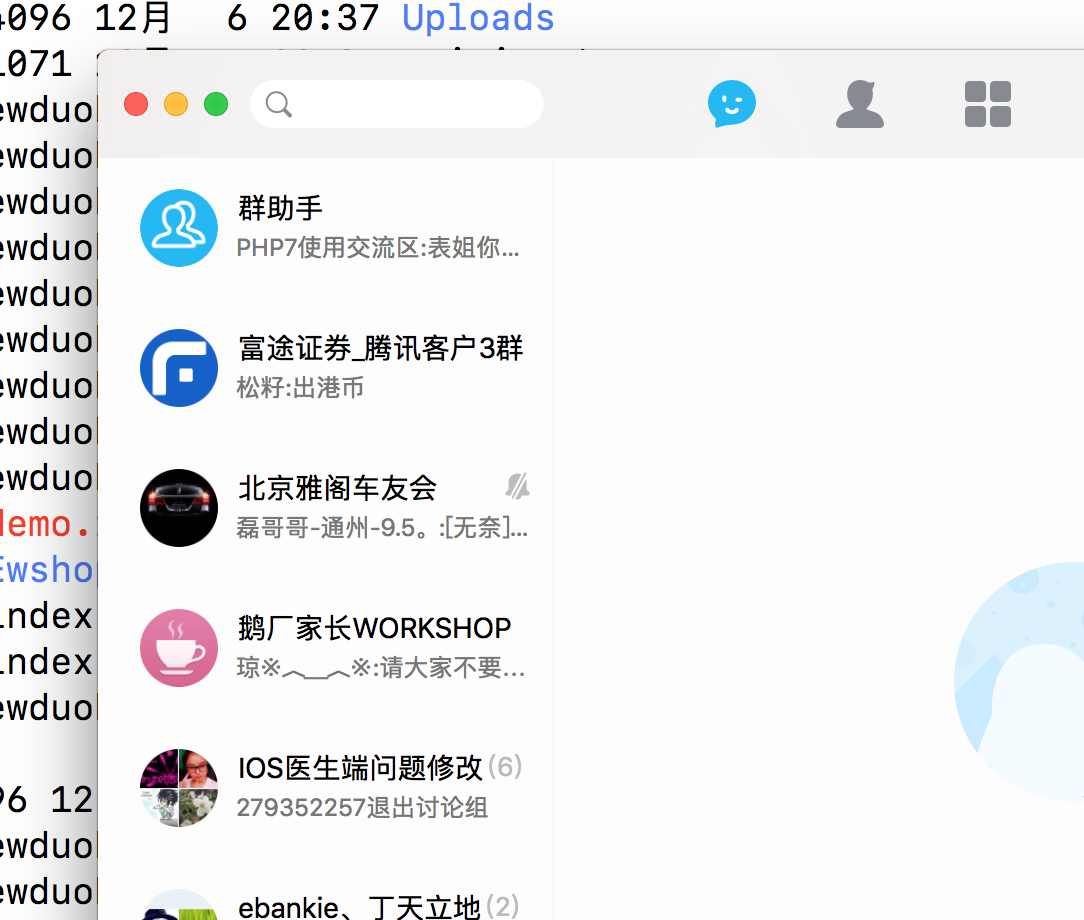 4096 12月 6 20:37 Uploads
1071
ewduo
ewduo
ewduo
ewduo
ewduo
ewduo
ewduo
ewduo
ewduo
demo.
Ewsho
index
index
ewduo
96 12
ewduo
ewduo
群助手
PHP7使用交流区:表姐你...
富途证券_腾讯客户3群
松籽:出港币
北京雅阁车友会
磊哥哥-通州-9.5。:[无奈]...
鹅厂家长WORKSHOP
琼※︿__︿※:请大家不要...
IOS医生端问题修改(6)
279352257退出讨论组
ebankie、丁天立地(2)